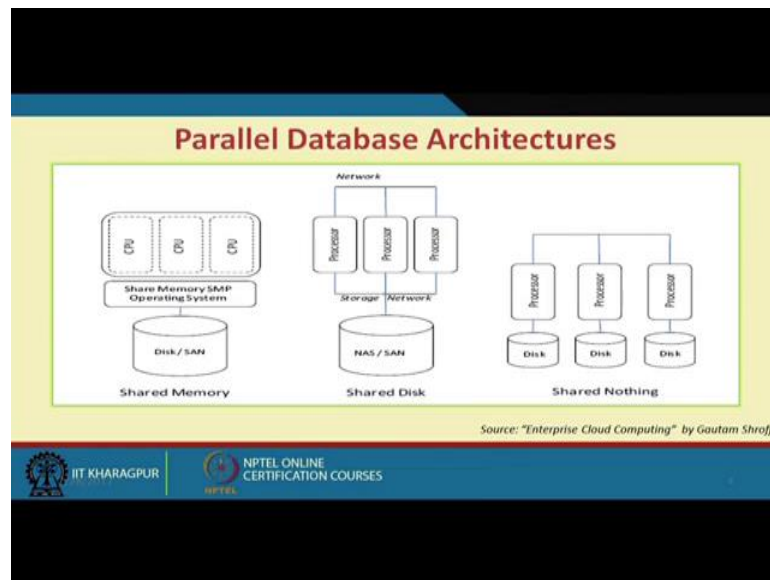 Parallel Database Architectures
CPU
CPU
CPU
Share Memory SMP
Operating System
Disk / SAN
Shared Memory
Network
Processor
Processor
Processor
Storage Network
NAS / SAN
Shared Disk
Processor
Processor
Processor
Disk
Disk
Disk
Shared Nothing
Source: "Enterprise Cloud Computing" by Gautam Shroff
IIT KHARAGPUR
NPTEL
NPTEL ONLINE
CERTIFICATION COURSES